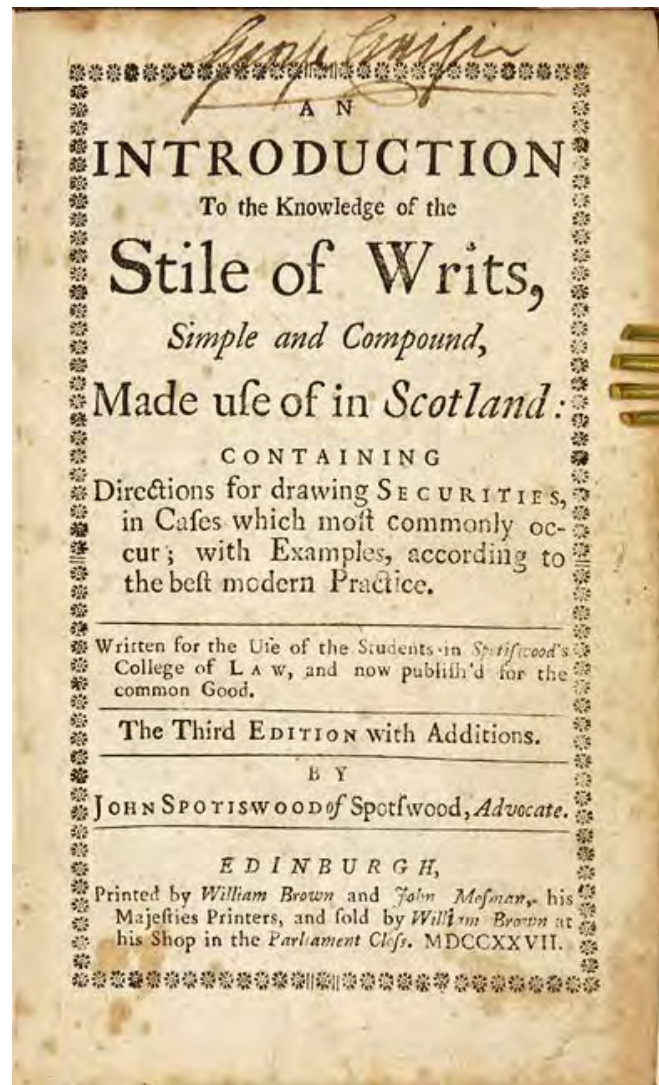 AN
INTRODUCTION
To the Knowledge of the
Stile of Writs,
Simple and Compound,
Made uſe of in Scotland:
CONTAINING
Directions for drawing SECURITIES,
in Caſes which moſt commonly oc-
cur; with Examples, according to
the beſt modern Practice.
Written for the Uſe of the Students in Spotiſwood's
College of LAW, and now publiſh'd for the
common Good.
The Third EDITION with Additions.
BY
JOHN SPOTISWOOD of Spotſwood, Advocate.
EDINBURGH,
Printed by William Brown and John Moſman, his
Majeſties Printers, and ſold by William Brown at
his Shop in the Parliament Cloſs. MDCCXXVII.